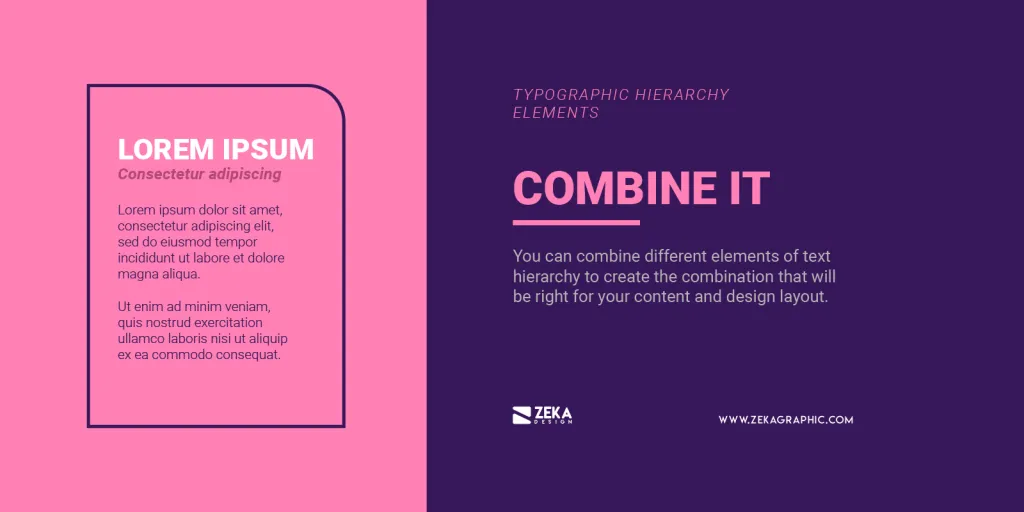 LOREM IPSUM
Consectetur adipiscing
Lorem ipsum dolor sit amet,
consectetur adipiscing elit,
sed do eiusmod tempor
incididunt ut labore et dolore
magna aliqua.
Ut enim ad minim veniam,
quis nostrud exercitation
ullamco laboris nisi ut aliquip
ex ea commodo consequat.
TYPOGRAPHIC HIERARCHY
ELEMENTS
COMBINE IT
You can combine different elements of text
hierarchy to create the combination that will
be right for your content and design layout.
ZEKA
DESIGN
WWW.ZEKAGRAPHIC.COM